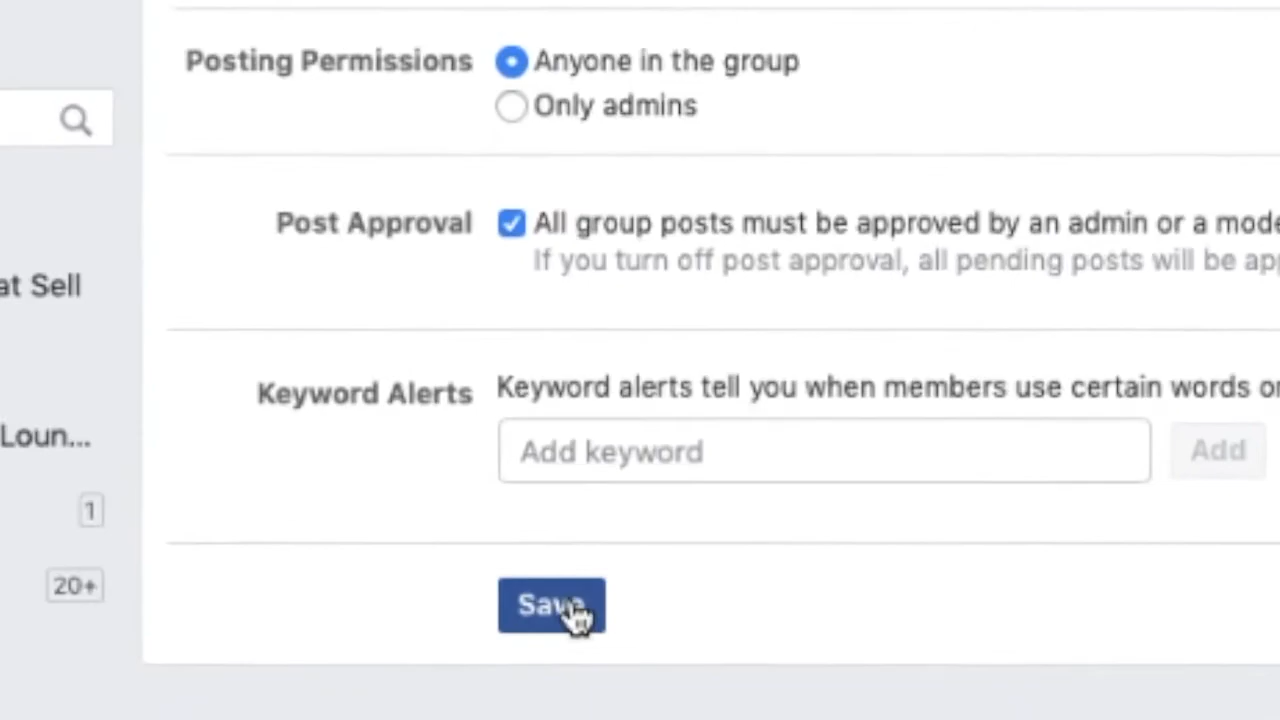 Posting Permissions
Anyone in the group
Only admins
Post Approval
All group posts must be approved by an admin or a mode
If you turn off post approval, all pending posts will be ap
at Sell
Keyword Alerts
Keyword alerts tell you when members use certain words or
Loun...
Add keyword
Add
1
20+
Save